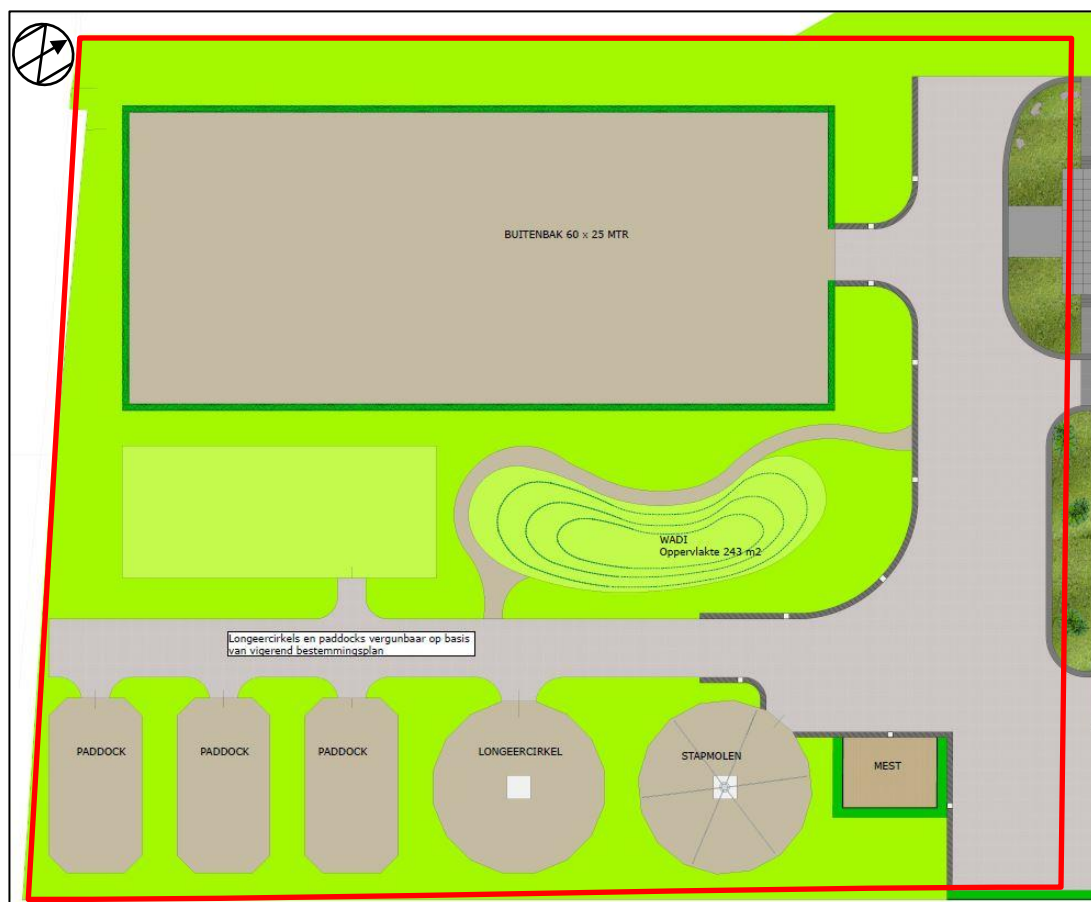 BUITENBAK 60 x 25 MTR
WADI
Oppervlakte 243 m2
Longeercirkels en paddocks vergunbaar op basis
van vigerend bestemmingsplan
PADDOCK
PADDOCK
PADDOCK
LONGEERCIRKEL
STAPMOLEN
MEST